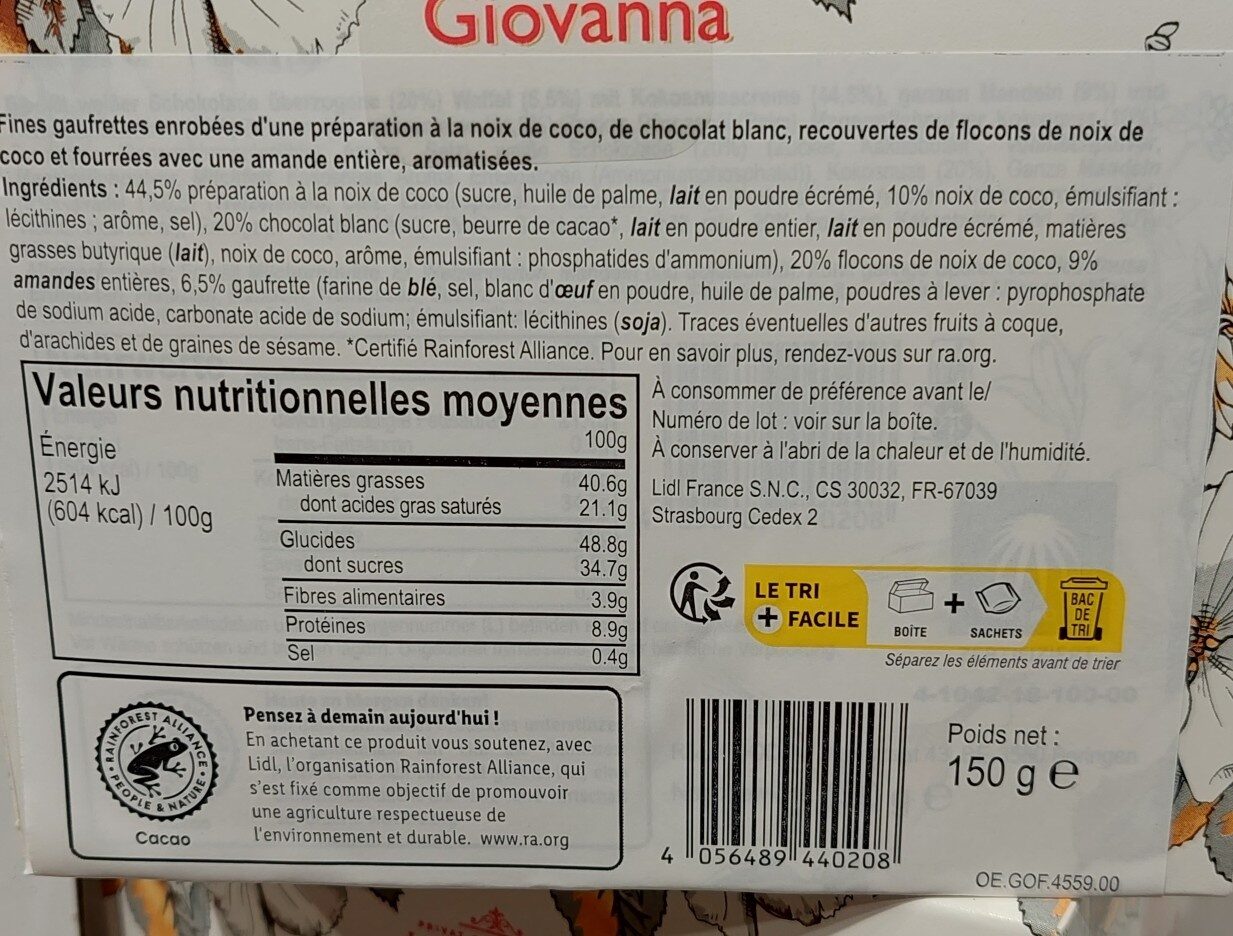 Giovanna
Fines gaufrettes enrobées d'une préparation à la noix de coco, de chocolat blanc, recouvertes de flocons de noix de
coco et fourrées avec une amande entière, aromatisées.
Ingrédients : 44,5% préparation à la noix de coco (sucre, huile de palme, lait en poudre écrémé, 10% noix de coco, émulsifiant :
lécithines ; arôme, sel), 20% chocolat blanc (sucre, beurre de cacao*, lait en poudre entier, lait en poudre écrémé, matières
grasses butyrique (lait), noix de coco, arôme, émulsifiant : phosphatides d'ammonium), 20% flocons de noix de coco, 9%
amandes entières, 6,5% gaufrette (farine de blé, sel, blanc d'œuf en poudre, huile de palme, poudres à lever : pyrophosphate
de sodium acide, carbonate acide de sodium; émulsifiant: lécithines (soja). Traces éventuelles d'autres fruits à coque,
d'arachides et de graines de sésame. *Certifié Rainforest Alliance. Pour en savoir plus, rendez-vous sur ra.org.
Valeurs nutritionnelles moyennes
100g
Énergie
2514 kJ
(604 kcal) / 100g
Matières grasses 40.6g
dont acides gras saturés 21.1g
Glucides 48.8g
dont sucres 34.7g
Fibres alimentaires 3.9g
Protéines 8.9g
Sel 0.4g
À consommer de préférence avant le/
Numéro de lot : voir sur la boîte.
À conserver à l'abri de la chaleur et de l'humidité.
Lidl France S.N.C., CS 30032, FR-67039
Strasbourg Cedex 2
LE TRI
+ FACILE
BOÎTE
+
SACHETS
BAC
DE
TRI
Séparez les éléments avant de trier
RAINFOREST ALLIANCE
PEOPLE & NATURE
Cacao
Pensez à demain aujourd'hui !
En achetant ce produit vous soutenez, avec
Lidl, l'organisation Rainforest Alliance, qui
s'est fixé comme objectif de promouvoir
une agriculture respectueuse de
l'environnement et durable. www.ra.org
4 056489 440208
Poids net :
150 g e
OE.GOF.4559.00